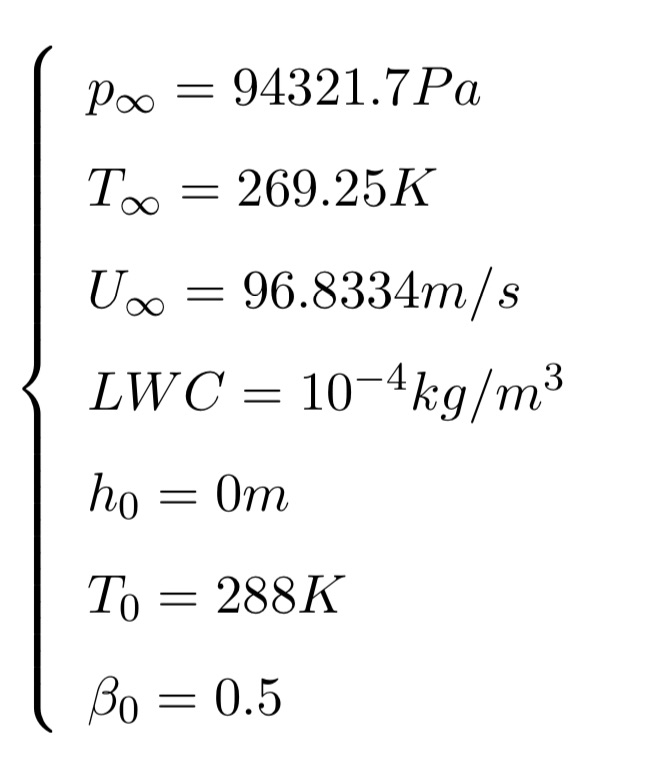 p∞ = 94321.7Pa
T∞ = 269.25K
U∞ = 96.8334m/s
LWC = 10⁻⁴kg/m³
h₀ = 0m
T₀ = 288K
β₀ = 0.5